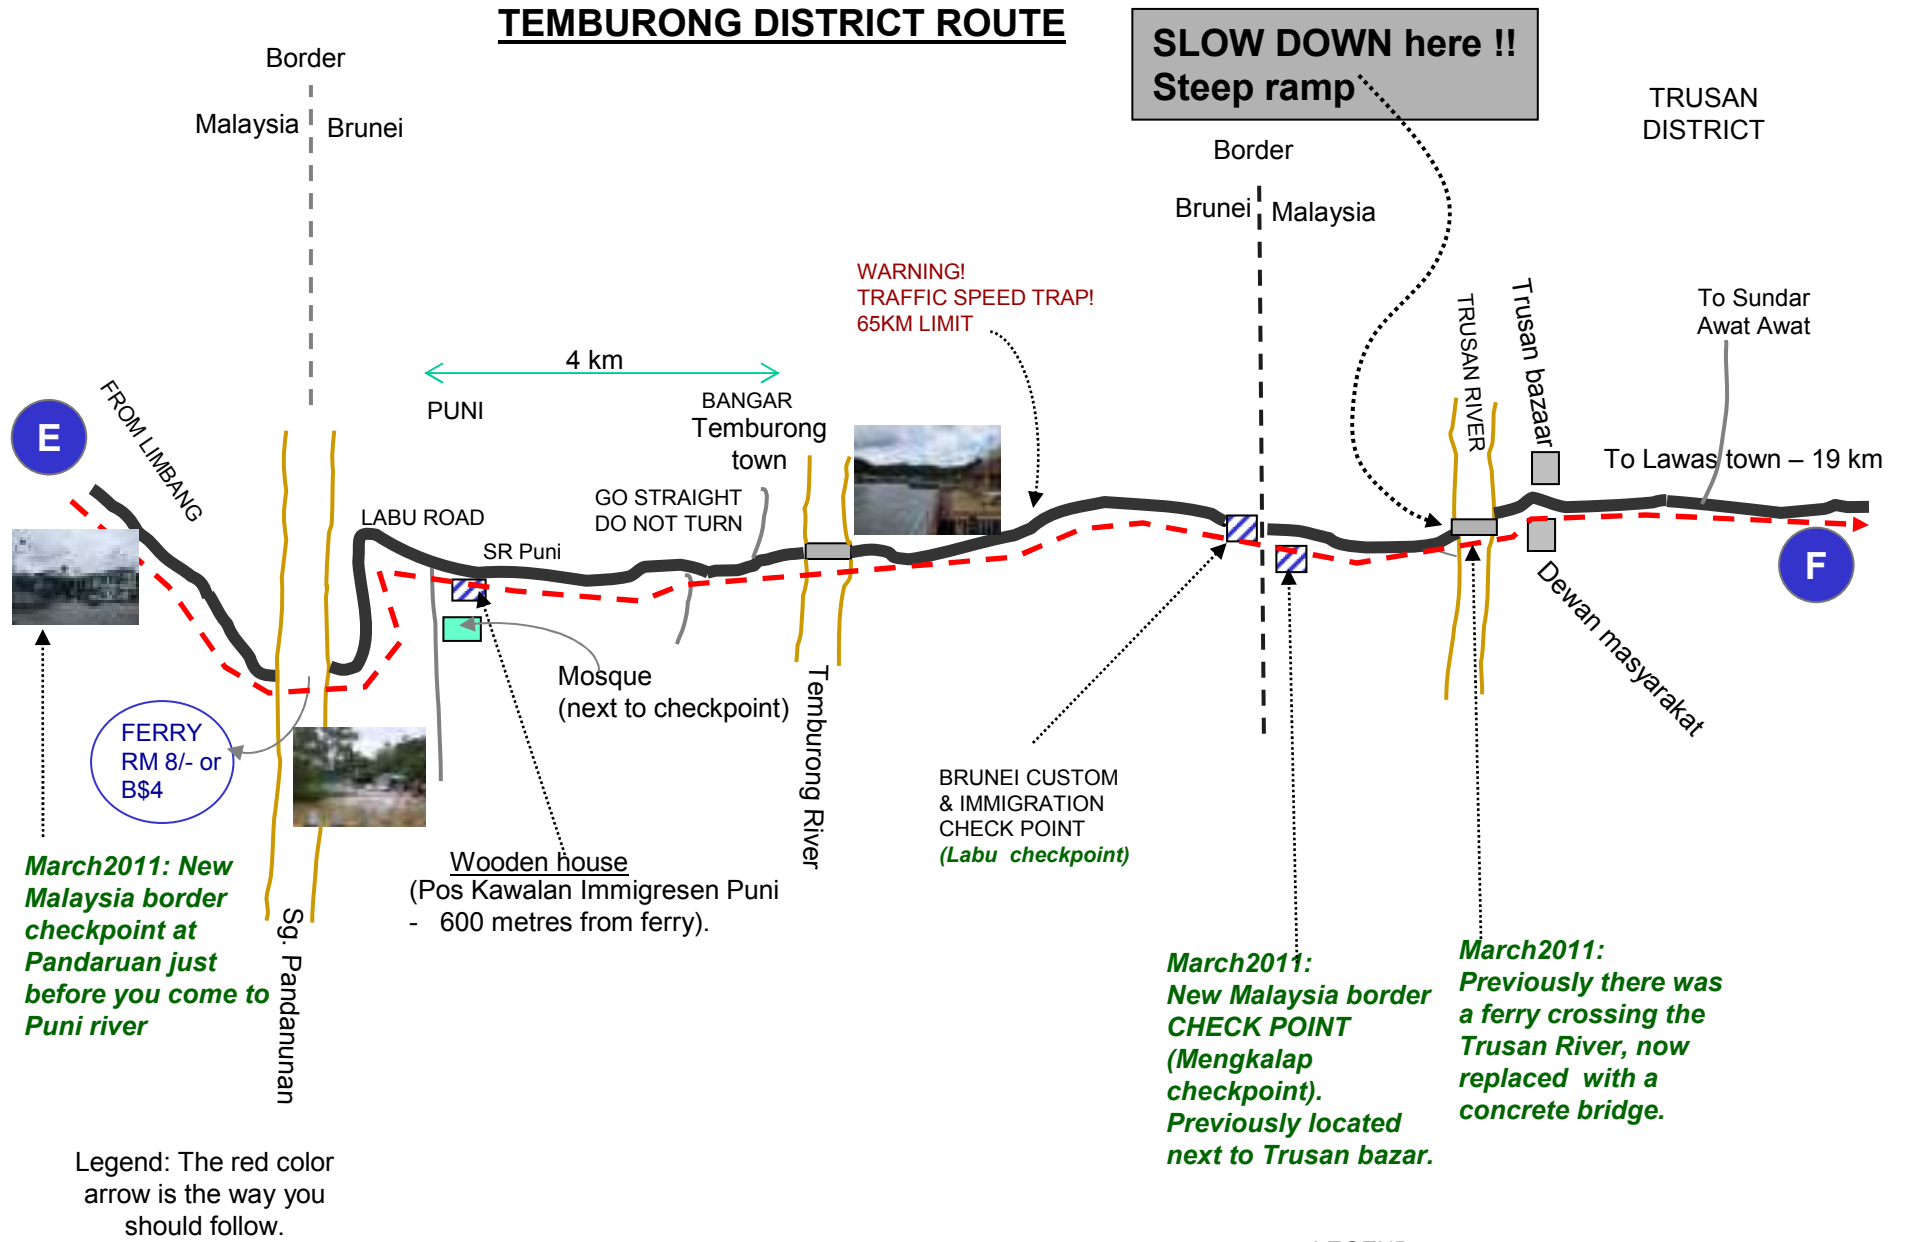 TEMBURONG DISTRICT ROUTE
SLOW DOWN here !!
Steep ramp
TRUSAN
DISTRICT
Border
Malaysia
Brunei
Border
Brunei
Malaysia
WARNING!
TRAFFIC SPEED TRAP!
65KM LIMIT
To Sundar
Awat Awat
TRUSAN RIVER
Trusan bazaar
4 km
PUNI
BANGAR
Temburong
town
E
FROM LIMBANG
To Lawas town – 19 km
GO STRAIGHT
DO NOT TURN
LABU ROAD
SR Puni
F
Dewan masyarakat
Mosque
(next to checkpoint)
Temburong River
FERRY
RM 8/- or
B$4
BRUNEI CUSTOM
& IMMIGRATION
CHECK POINT
(Labu checkpoint)
Wooden house
(Pos Kawalan Immigresen Puni
- 600 metres from ferry).
March2011: New
Malaysia border
checkpoint at
Pandaruan just
before you come to
Puni river
Sg. Pandanunan
March2011:
New Malaysia border
CHECK POINT
(Mengkalap
checkpoint).
Previously located
next to Trusan bazar.
March2011:
Previously there was
a ferry crossing the
Trusan River, now
replaced with a
concrete bridge.
Legend: The red color
arrow is the way you
should follow.